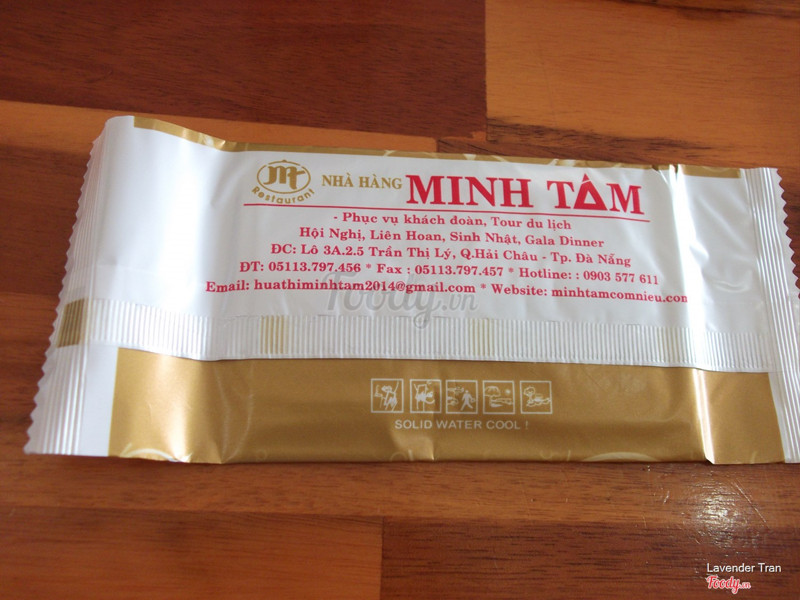 MT
Restaurant
NHÀ HÀNG MINH TÂM
- Phục vụ khách đoàn, Tour du lịch
Hội Nghị, Liên Hoan, Sinh Nhật, Gala Dinner
ĐC: Lô 3A.2.5 Trần Thị Lý, Q.Hải Châu - Tp. Đà Nẵng
ĐT: 05113.797.456 * Fax : 05113.797.457 * Hotline: : 0903 577 611
Email: huathiminhtam2014@gmail.com * Website: minhtamcomnieu.com
Foody.vn
SOLID WATER COOL !
Lavender Tran
Foody.vn